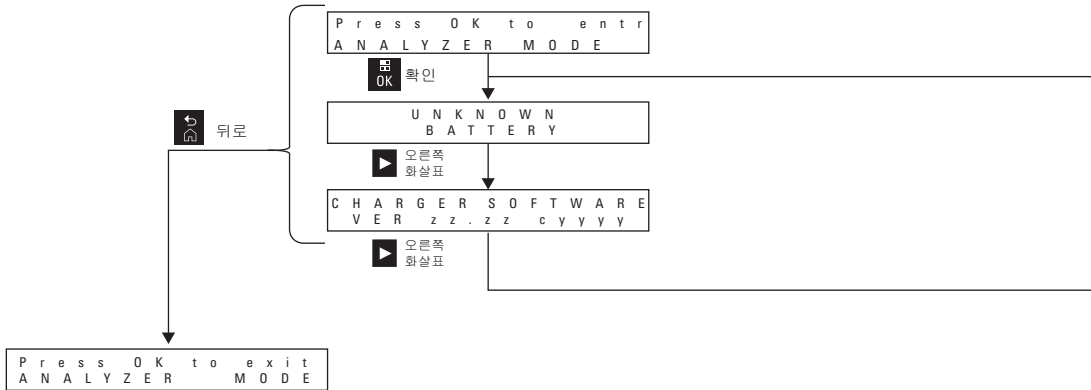 Press OK to entr
ANALYZER MODE
OK 확인
UNKNOWN
BATTERY
뒤로
오른쪽
화살표
CHARGER SOFTWARE
VER zz.zz cyyyy
오른쪽
화살표
Press OK to exit
ANALYZER MODE